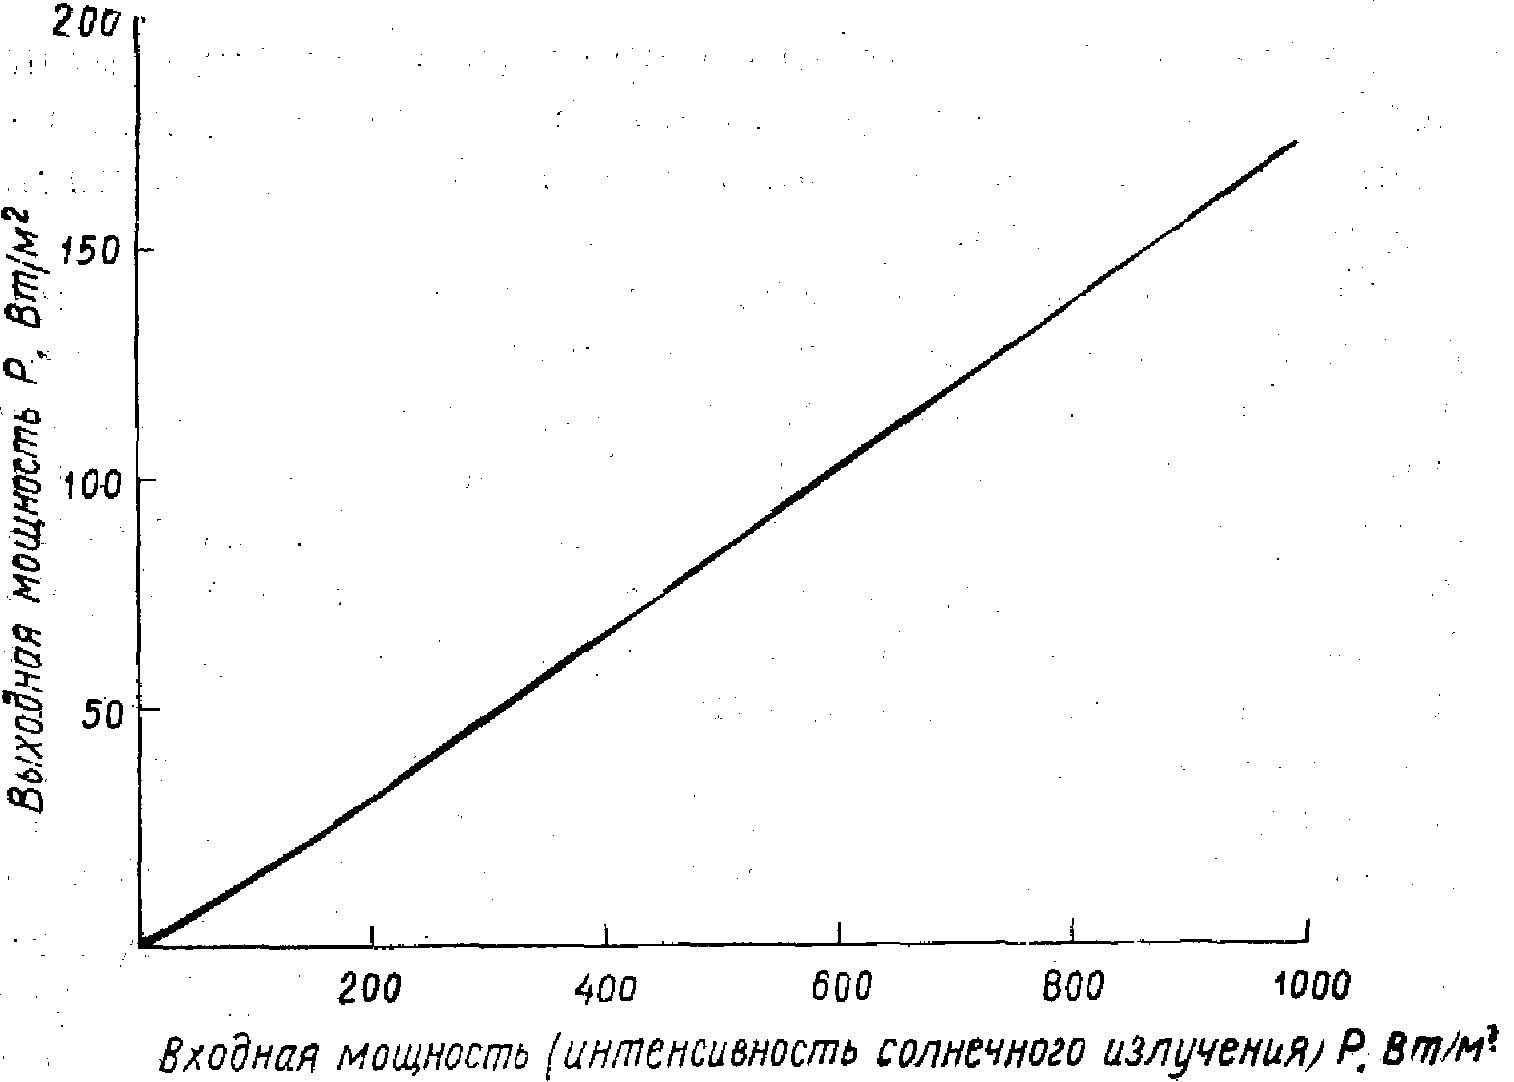 200
150
100
50
Выходная мощность P, Вт/м²
200 400 600 800 1000
Входная мощность (интенсивность солнечного излучения) P, Вт/м²